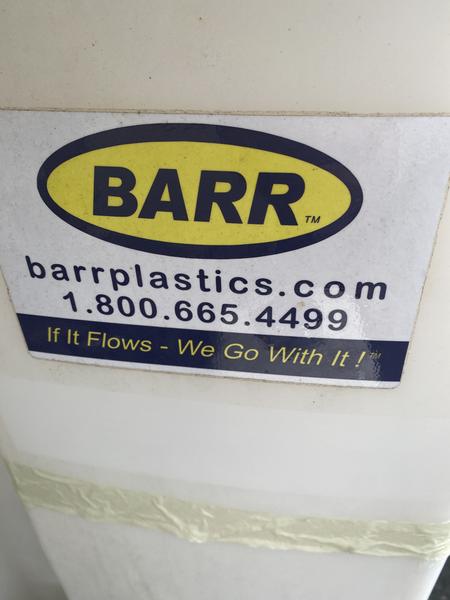 BARR™
barrplastics.com
1.800.665.4499
If It Flows - We Go With It !™